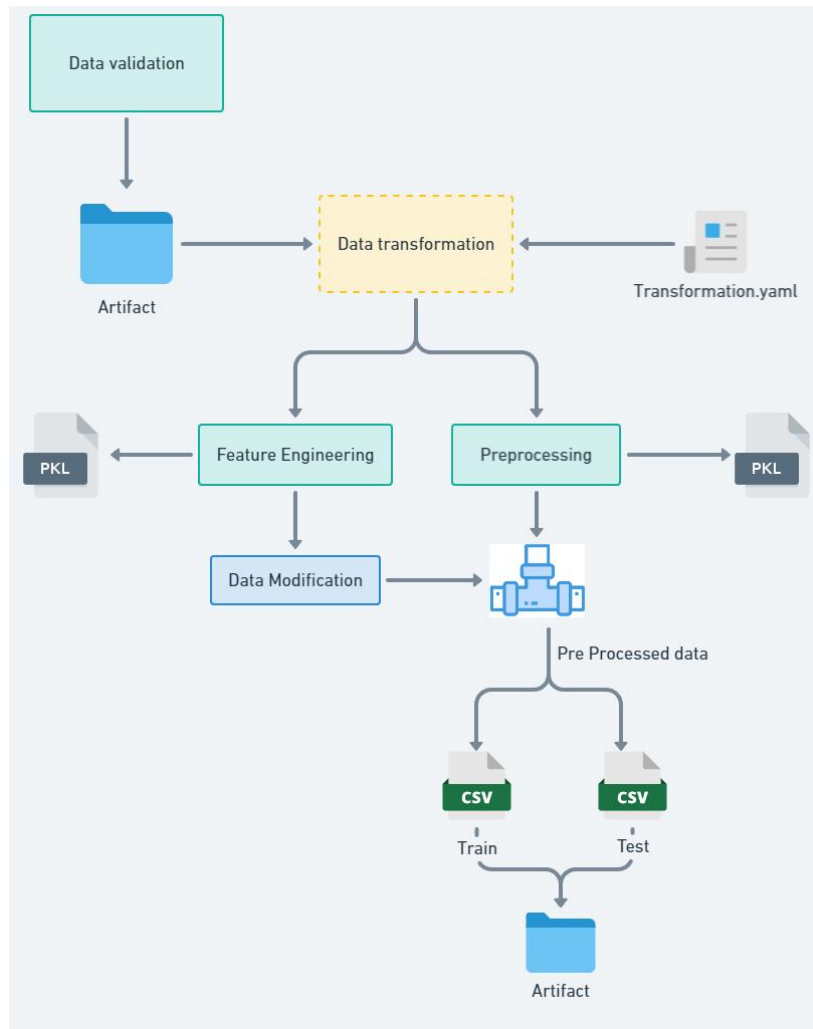 Data validation
Data transformation
Artifact
Transformation.yaml
PKL
Feature Engineering
Preprocessing
PKL
Data Modification
Pre Processed data
CSV
CSV
Train
Test
Artifact